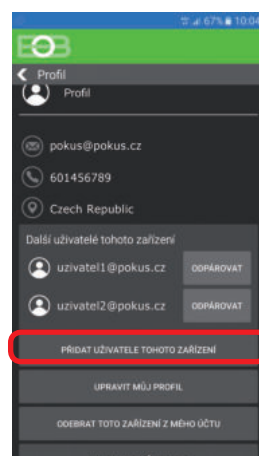 67% 10:04
EOB
Profil
Profil
pokus@pokus.cz
601456789
Czech Republic
Další uživatelé tohoto zařízení
uzivatel1@pokus.cz ODPÁROVAT
uzivatel2@pokus.cz ODPÁROVAT
PŘIDAT UŽIVATELE TOHOTO ZAŘÍZENÍ
UPRAVIT MŮJ PROFIL
ODEBRAT TOTO ZAŘÍZENÍ Z MÉHO ÚČTU